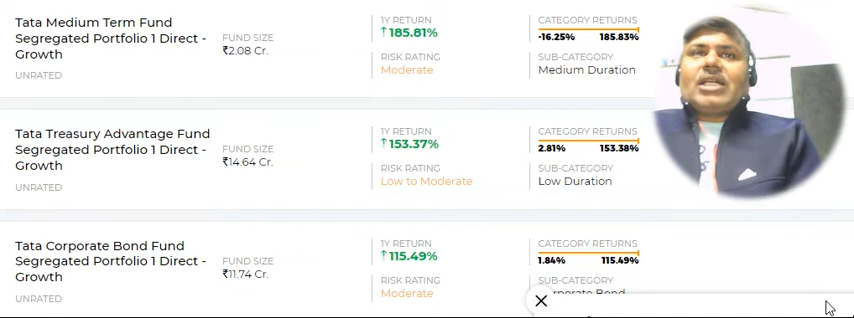 Tata Medium Term Fund
Segregated Portfolio 1 Direct -
Growth
UNRATED
FUND SIZE
₹2.08 Cr.
1Y RETURN
↑185.81%
RISK RATING
Moderate
CATEGORY RETURNS
-16.25% 185.83%
SUB-CATEGORY
Medium Duration
Tata Treasury Advantage Fund
Segregated Portfolio 1 Direct -
Growth
UNRATED
FUND SIZE
₹14.64 Cr.
1Y RETURN
↑153.37%
RISK RATING
Low to Moderate
CATEGORY RETURNS
2.81% 153.38%
SUB-CATEGORY
Low Duration
Tata Corporate Bond Fund
Segregated Portfolio 1 Direct -
Growth
UNRATED
FUND SIZE
₹11.74 Cr.
1Y RETURN
↑115.49%
RISK RATING
Moderate
CATEGORY RETURNS
1.84% 115.49%
SUB-CATEGORY
Corporate Bond